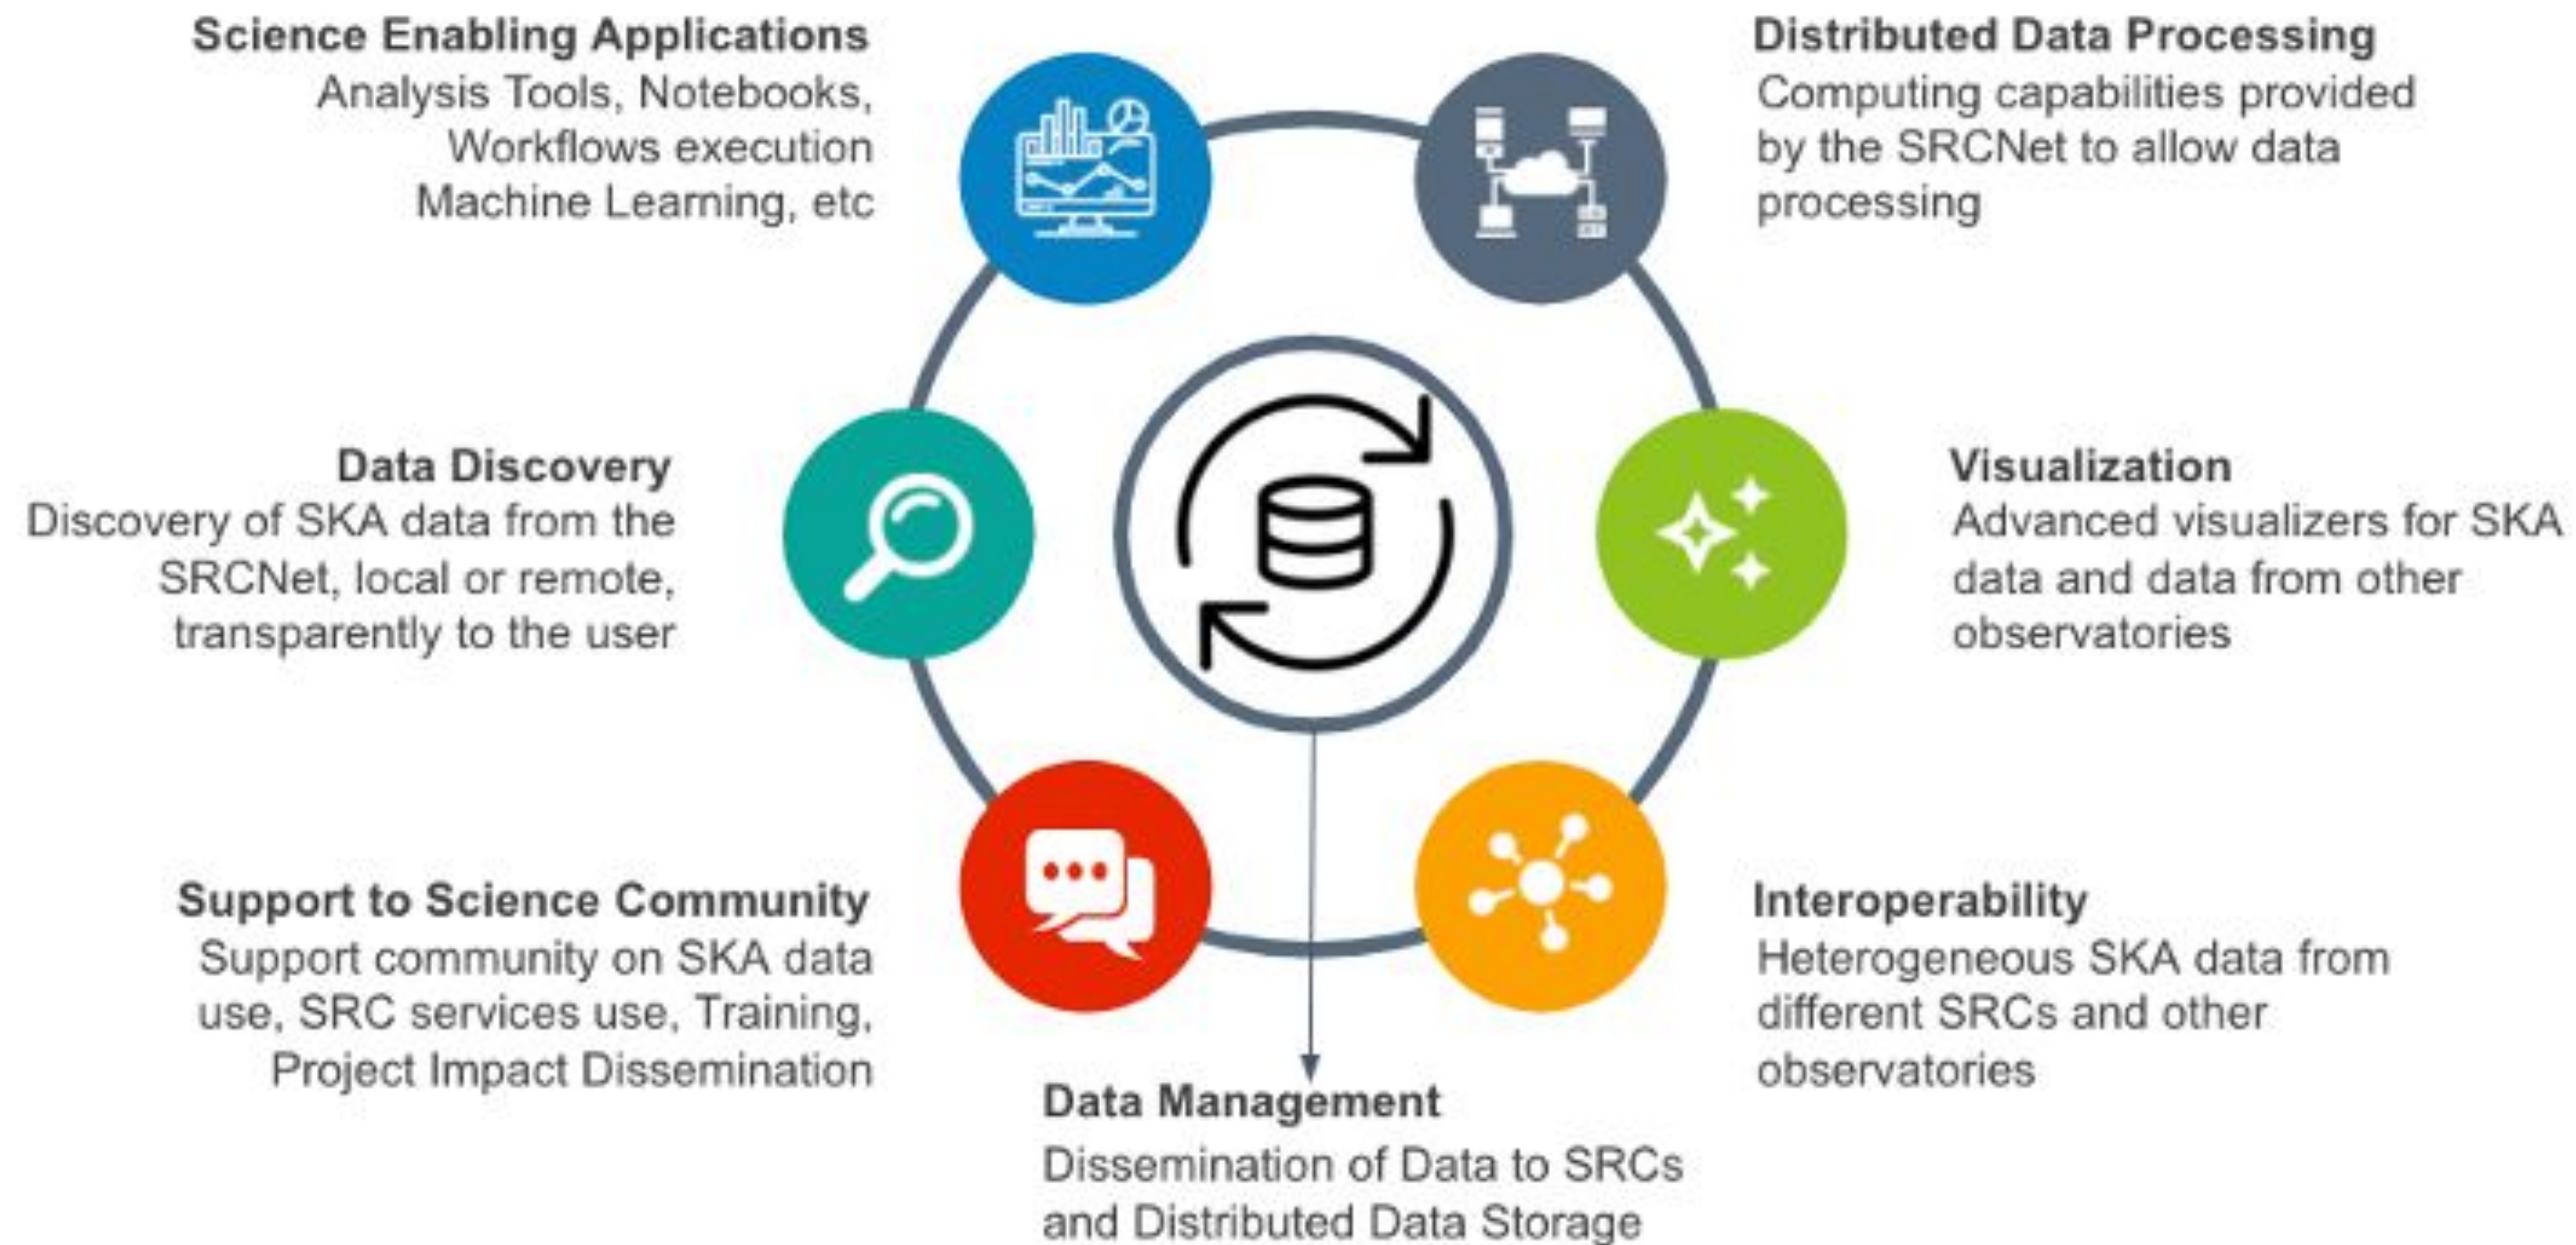 Science Enabling Applications
Analysis Tools, Notebooks,
Workflows execution
Machine Learning, etc
Distributed Data Processing
Computing capabilities provided
by the SRCNet to allow data
processing
Data Discovery
Discovery of SKA data from the
SRCNet, local or remote,
transparently to the user
Visualization
Advanced visualizers for SKA
data and data from other
observatories
Support to Science Community
Support community on SKA data
use, SRC services use, Training,
Project Impact Dissemination
Interoperability
Heterogeneous SKA data from
different SRCs and other
observatories
Data Management
Dissemination of Data to SRCs
and Distributed Data Storage